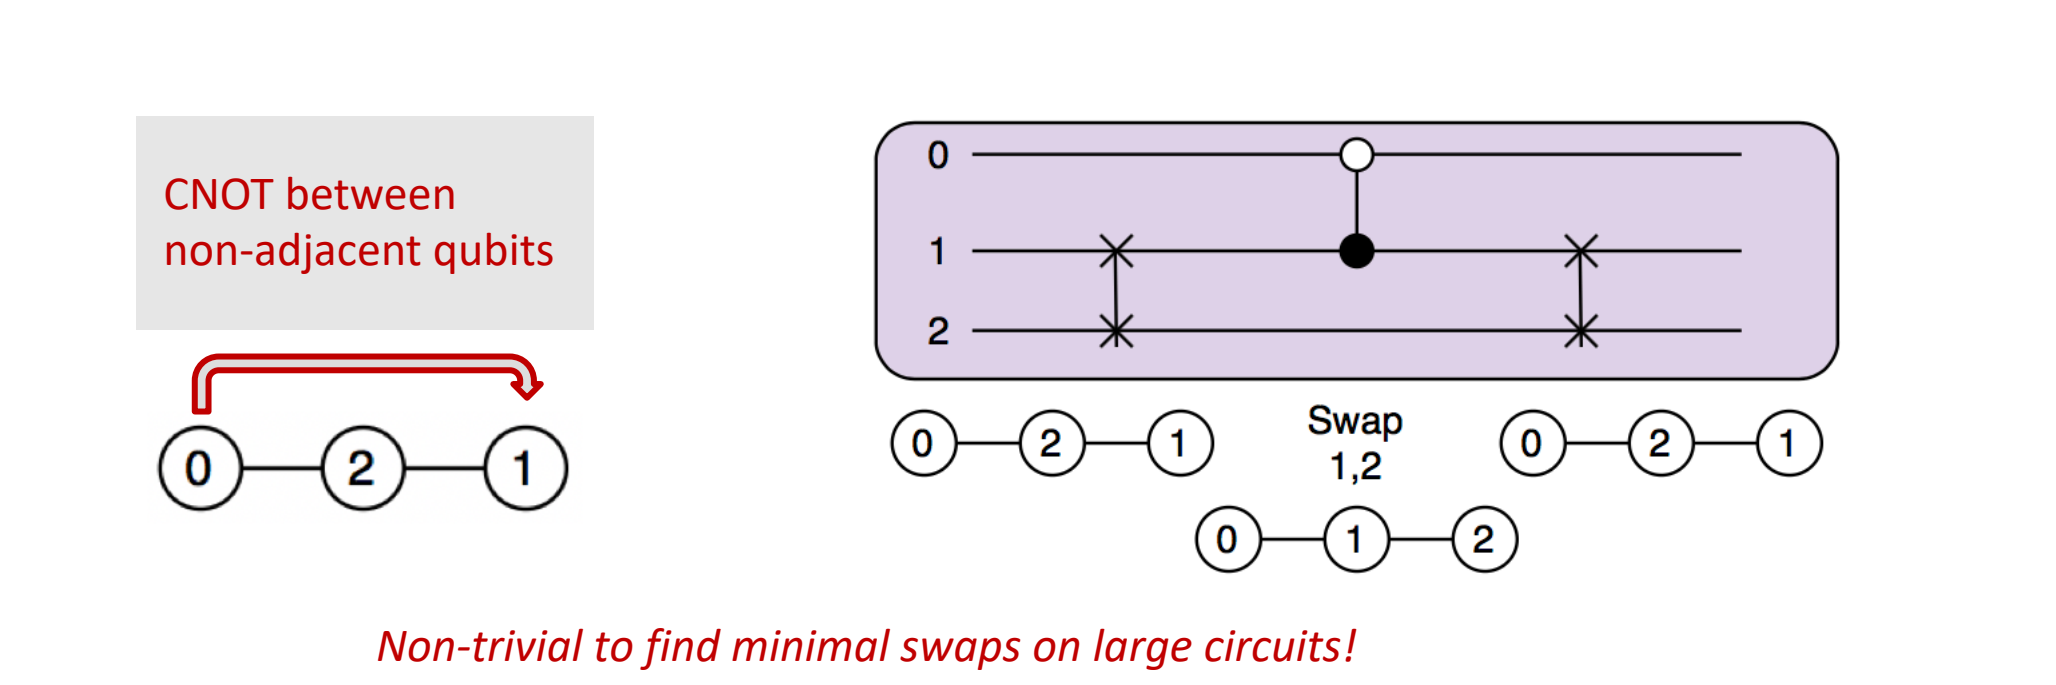 CNOT between
non-adjacent qubits
0 2 1
0
1
2
0 2 1
Swap
1,2
0 2 1
0 1 2
Non-trivial to find minimal swaps on large circuits!